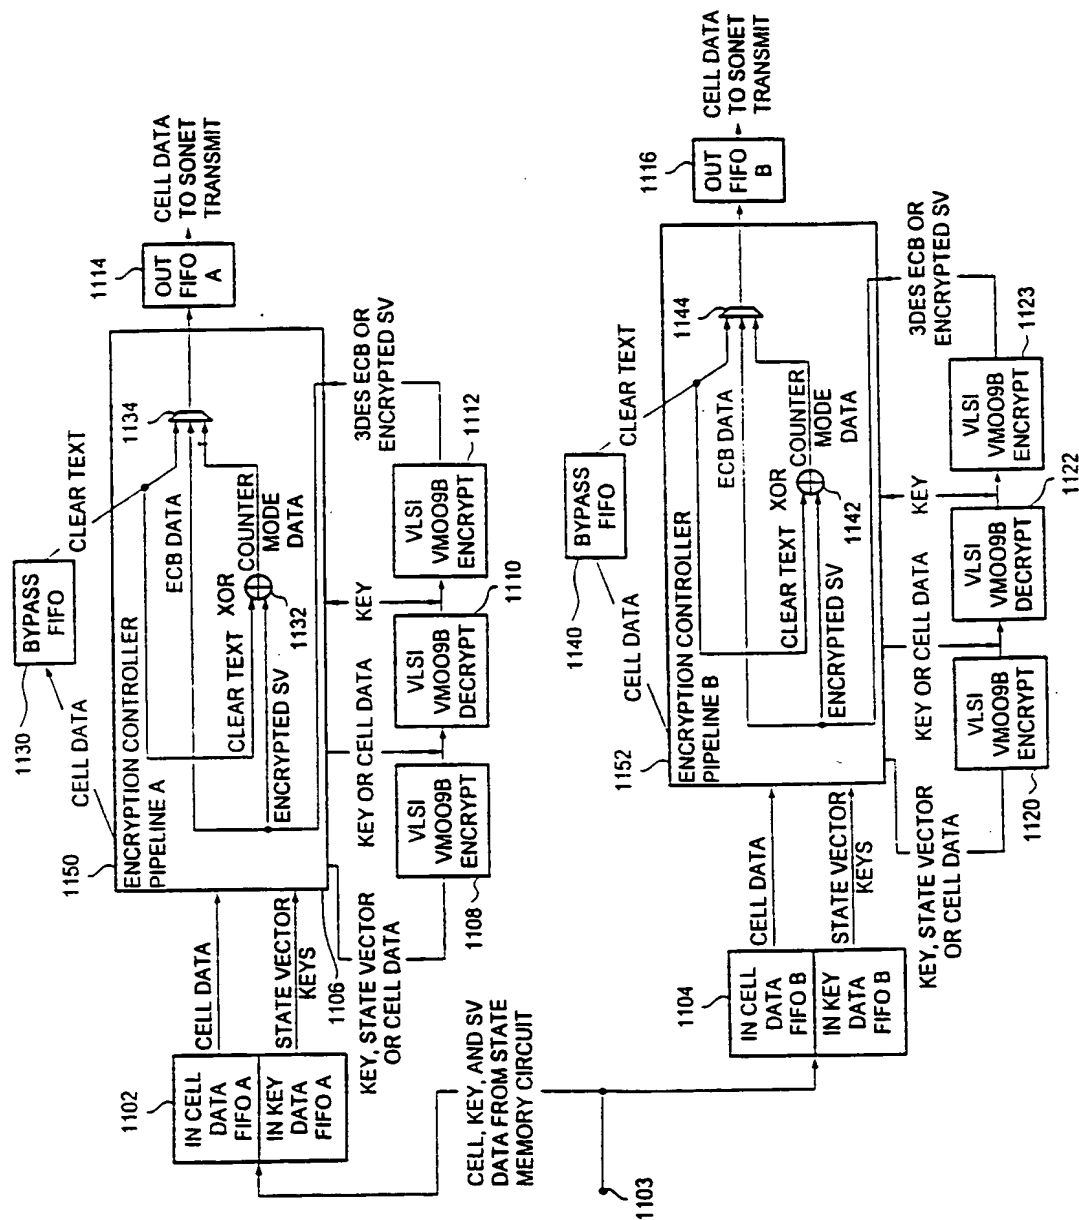 1130
BYPASS
FIFO
CELL DATA
CLEAR TEXT
1150
ENCRYPTION CONTROLLER
PIPELINE A
ECB DATA
1134
CLEAR TEXT
XOR
COUNTER
MODE
DATA
1132
ENCRYPTED SV
1114
OUT
FIFO
A
CELL DATA
TO SONET
TRANSMIT
1102
IN CELL
DATA
FIFO A
IN KEY
DATA
FIFO A
CELL DATA
STATE VECTOR
KEYS
1106
KEY, STATE VECTOR
OR CELL DATA
KEY OR CELL DATA
KEY
3DES ECB OR
ENCRYPTED SV
1108
VLSI
VM009B
ENCRYPT
1110
VLSI
VM009B
DECRYPT
1112
VLSI
VM009B
ENCRYPT
CELL, KEY, AND SV
DATA FROM STATE
MEMORY CIRCUIT
1103
1140
BYPASS
FIFO
CELL DATA
CLEAR TEXT
1152
ENCRYPTION CONTROLLER
PIPELINE B
ECB DATA
1144
CLEAR TEXT
XOR
COUNTER
MODE
DATA
1142
ENCRYPTED SV
1116
OUT
FIFO
B
CELL DATA
TO SONET
TRANSMIT
1104
IN CELL
DATA
FIFO B
IN KEY
DATA
FIFO B
CELL DATA
STATE VECTOR
KEYS
KEY, STATE VECTOR
OR CELL DATA
KEY OR CELL DATA
KEY
3DES ECB OR
ENCRYPTED SV
1120
VLSI
VM009B
ENCRYPT
1122
VLSI
VM009B
DECRYPT
1123
VLSI
VM009B
ENCRYPT